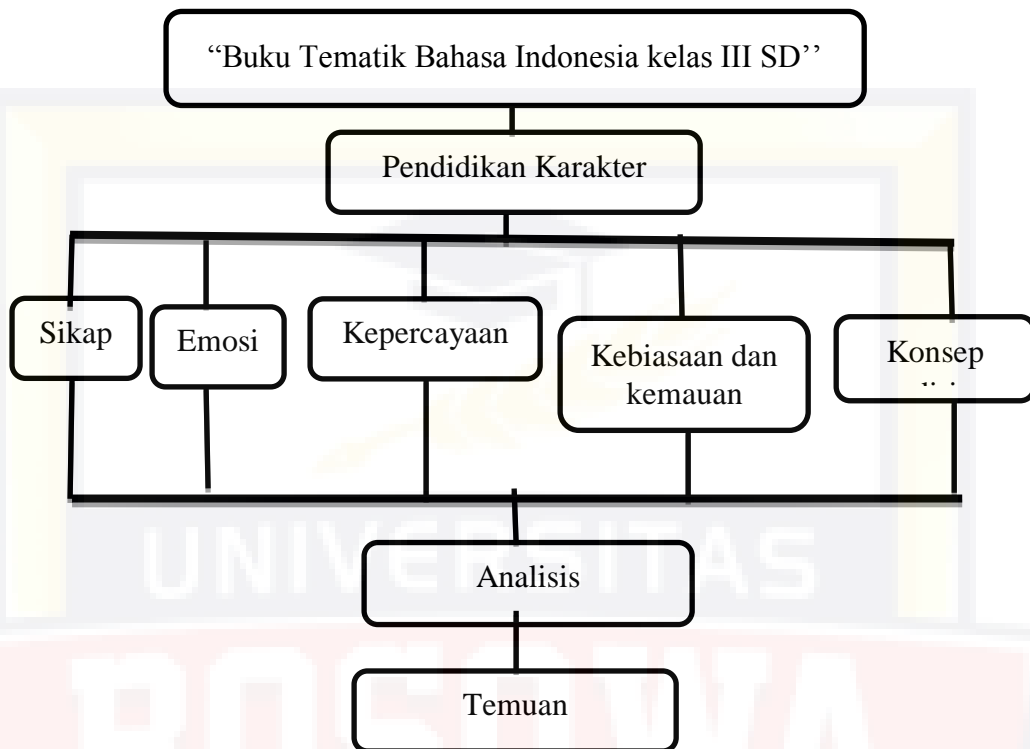 “Buku Tematik Bahasa Indonesia kelas III SD’’
Pendidikan Karakter
Sikap
Emosi
Kepercayaan
Kebiasaan dan
kemauan
Konsep
Analisis
Temuan
UNIVERSITAS
BOSOWA